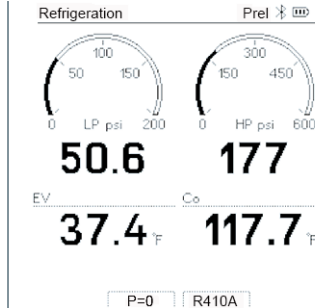 Refrigeration Prel
100 300
50 150 150 450
0 LP psi 200 0 HP psi 600
50.6 177
EV Co
37.4 °F 117.7 °F
P=0 R410A